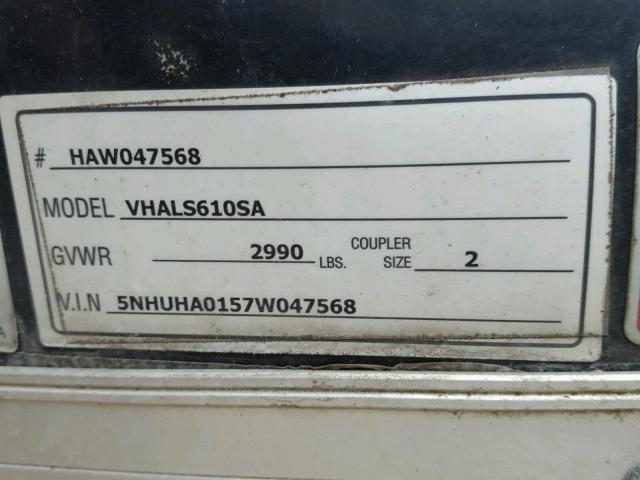 # HAW047568
MODEL VHALS610SA
GVWR 2990 LBS. COUPLER SIZE 2
V.I.N 5NHUHA0157W047568
A